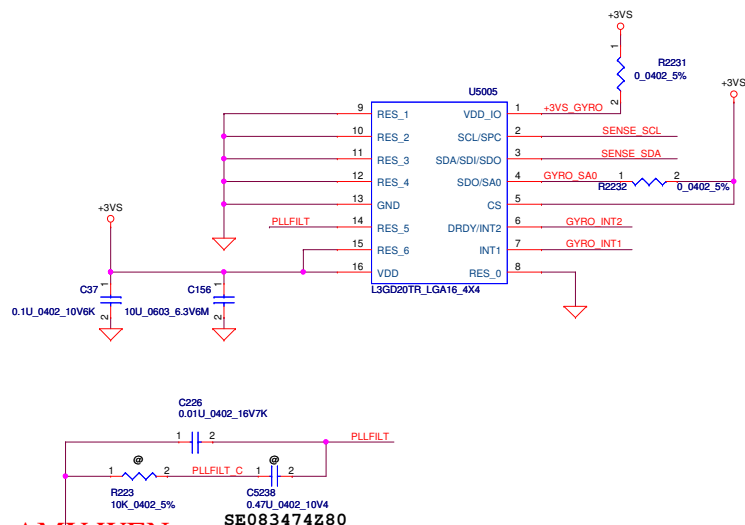 +3VS
1
R2231
0_0402_5%
2
+3VS
U5005
9 RES_1 VDD_IO 1 +3VS_GYRO
10 RES_2 SCL/SPC 2 SENSE_SCL
11 RES_3 SDA/SDI/SDO 3 SENSE_SDA
12 RES_4 SDO/SA0 4 GYRO_SA0 1 2
R2232 0_0402_5%
13 GND CS 5
PLLFILT 14 RES_5 DRDY/INT2 6 GYRO_INT2
15 RES_6 INT1 7 GYRO_INT1
16 VDD RES_0 8
L3GD20TR_LGA16_4X4
+3VS
1
C37
2
0.1U_0402_10V6K
1
C156
2
10U_0603_6.3V6M
C226
0.01U_0402_16V7K
1 2 PLLFILT
@ @
1 2 PLLFILT_C 1 2
R223 C5238
10K_0402_5% 0.47U_0402_10V4
SE083474Z80